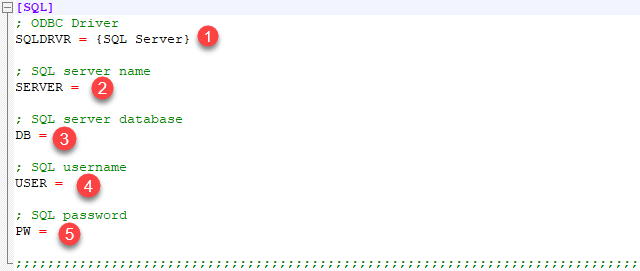 [SQL]
; ODBC Driver
SQLDRVR = {SQL Server} 1
; SQL server name
SERVER = 2
; SQL server database
DB = 3
; SQL username
USER = 4
; SQL password
PW = 5
;;;;;;;;;;;;;;;;;;;;;;;;;;;;;;;;;;;;;;;;;;;;;;;;;;;;;;;;;;;;;;;;;;;;;;;;;;;;;;